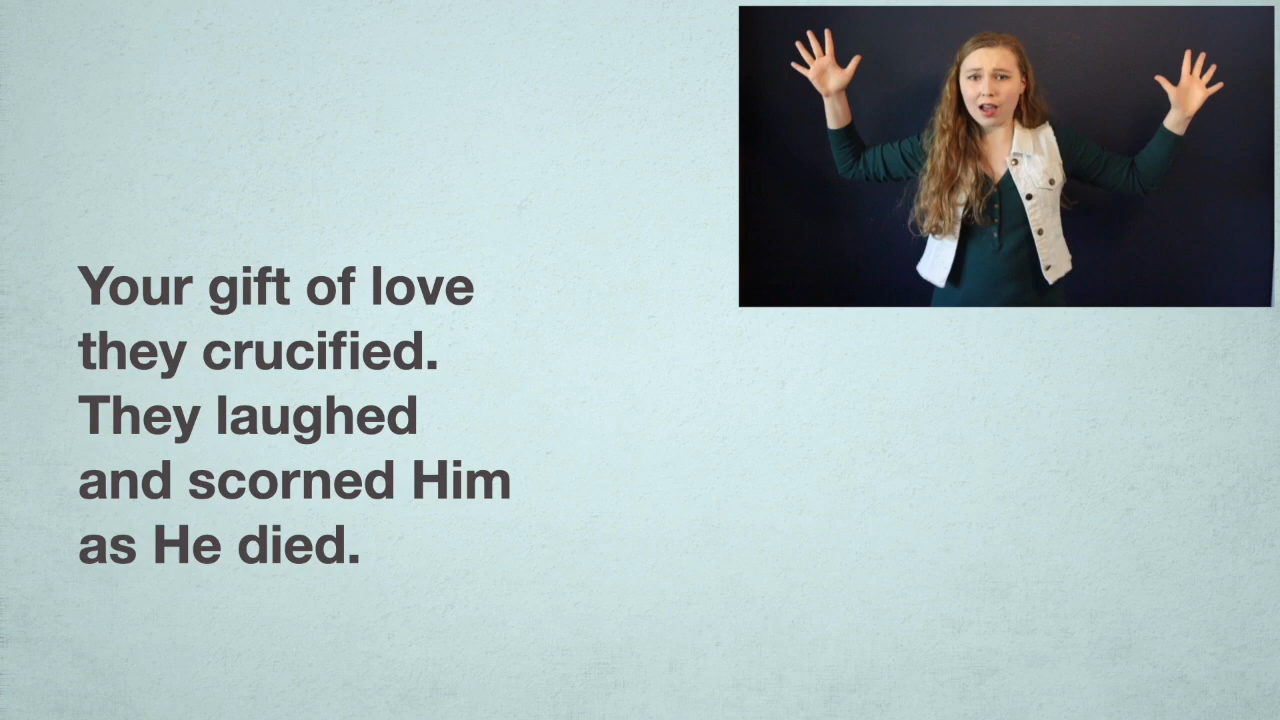 Your gift of love
they crucified.
They laughed
and scorned Him
as He died.